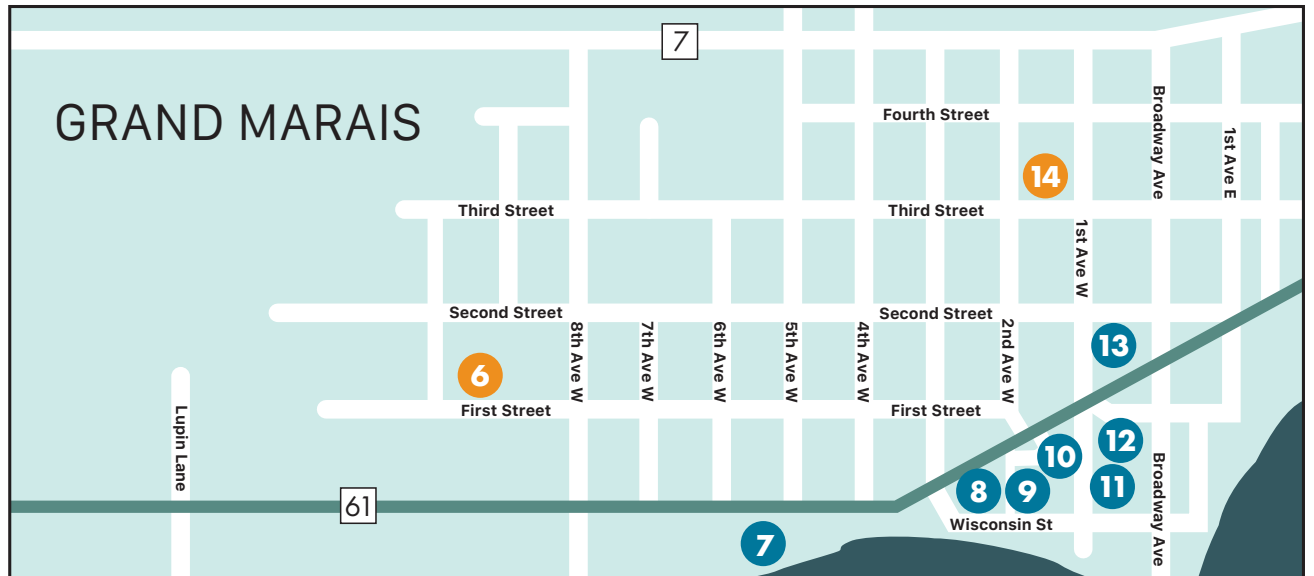 7
GRAND MARAIS
Fourth Street
Broadway Ave
1st Ave E
14
Third Street
Third Street
1st Ave W
Second Street
Second Street
8th Ave W
7th Ave W
6th Ave W
5th Ave W
4th Ave W
2nd Ave W
13
6
First Street
First Street
Lupin Lane
12
10
Broadway Ave
11
8
9
61
Wisconsin St
7